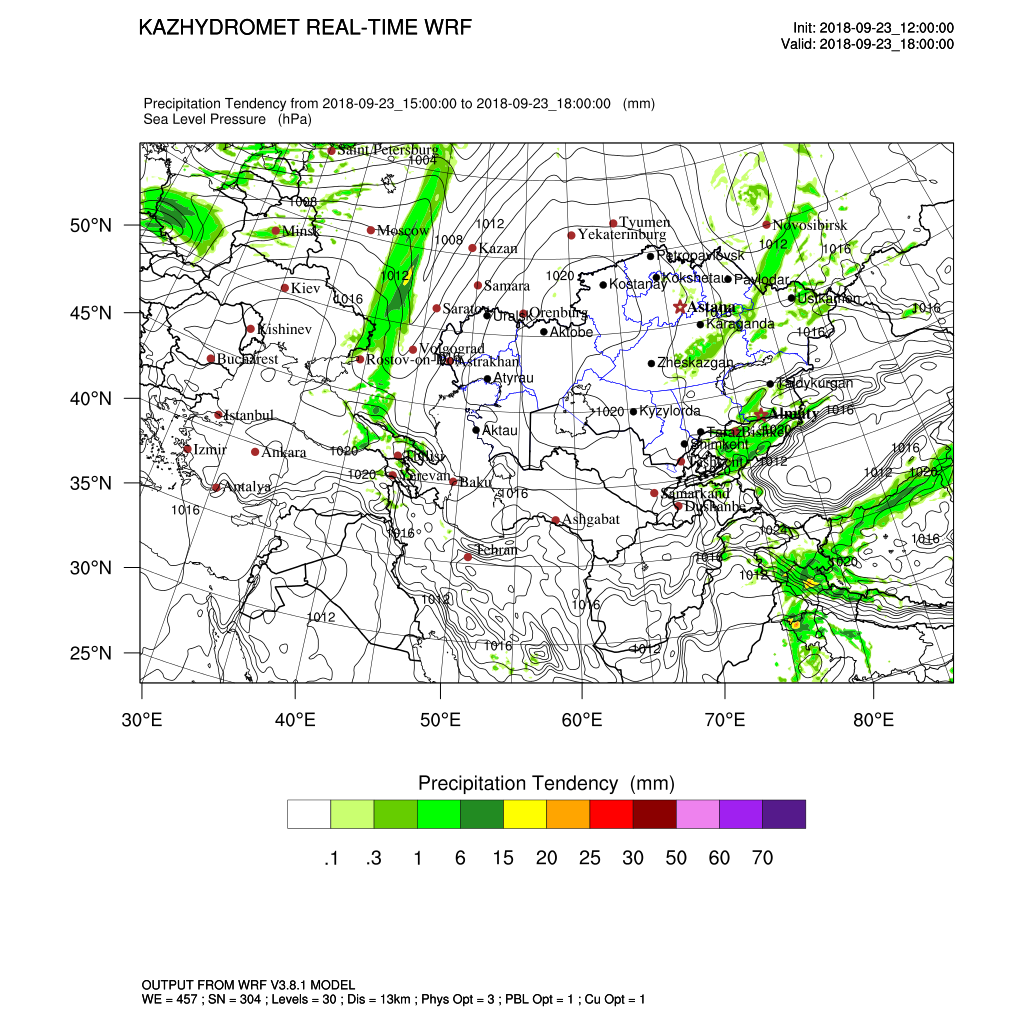 KAZHYDROMET REAL-TIME WRF
Init: 2018-09-23_12:00:00
Valid: 2018-09-23_18:00:00
Precipitation Tendency from 2018-09-23_15:00:00 to 2018-09-23_18:00:00 (mm)
Sea Level Pressure (hPa)
Saint/Petersburg
1004
1008
50°N
Minsk
Moscow
1008
1012
Kazan
Tyumen
Yekaterinburg
Novosibirsk
1012
1016
Petropavlovsk
1012
1020
Kostanay
Kokshetau
Pavlodar
Kiev
1016
Samara
Ustkamen
45°N
Saratov
Uralsk
Orenburg
Astana
1016
Kishinev
Aktobe
Karaganda
1016
Bucharest
Rostov-on-Don
Volgograd
Astrakhan
Zheskazgan
Atyrau
Taldykurgan
40°N
Istanbul
1020
Kyzylorda
Almaty
1016
Aktau
Taraz
Bishkek
1020
Izmir
Ankara
1020
Tbilisi
Shimkent
1016
1012
1020
Yerevan
1012
1020
35°N
Antalya
Baku
1016
Samarkand
Dushanbe
1016
Ashgabat
1016
1024
1016
Tehran
1016
30°N
1012
1020
1012
1016
1012
1016
1012
25°N
30°E
40°E
50°E
60°E
70°E
80°E
Precipitation Tendency (mm)
.1 .3 1 6 15 20 25 30 50 60 70
OUTPUT FROM WRF V3.8.1 MODEL
WE = 457 ; SN = 304 ; Levels = 30 ; Dis = 13km ; Phys Opt = 3 ; PBL Opt = 1 ; Cu Opt = 1